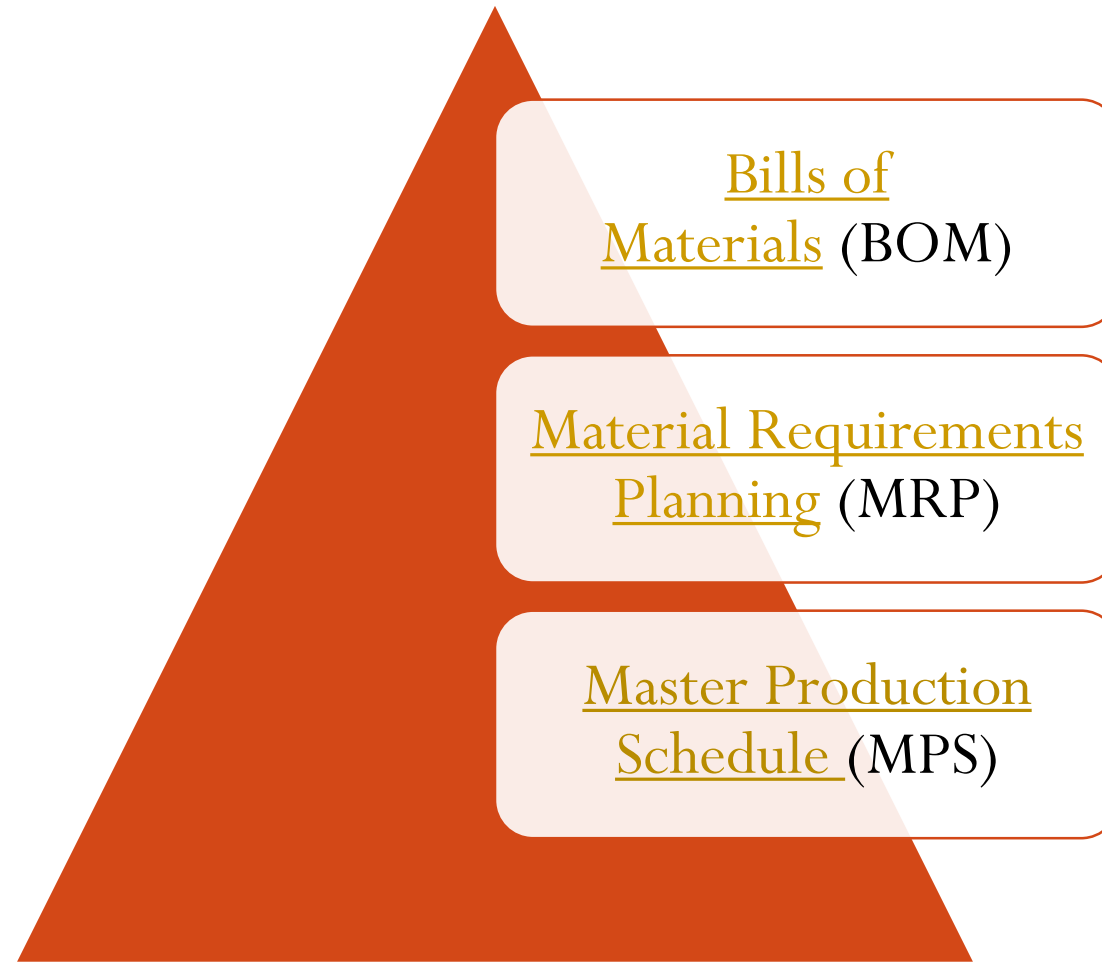 Bills of
Materials (BOM)
Material Requirements
Planning (MRP)
Master Production
Schedule (MPS)